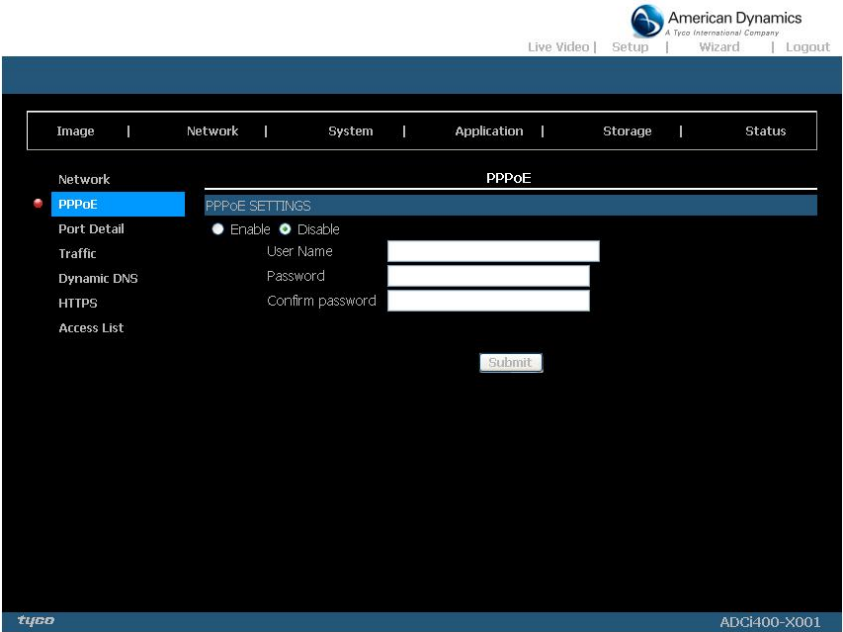 American Dynamics
A Tyco International Company
Live Video | Setup | Wizard | Logout
Image | Network | System | Application | Storage | Status
Network
PPPoE
Port Detail
Traffic
Dynamic DNS
HTTPS
Access List
PPPoE
PPPoE SETTINGS
Enable Disable
User Name
Password
Confirm password
Submit
tyco
ADCi400-X001